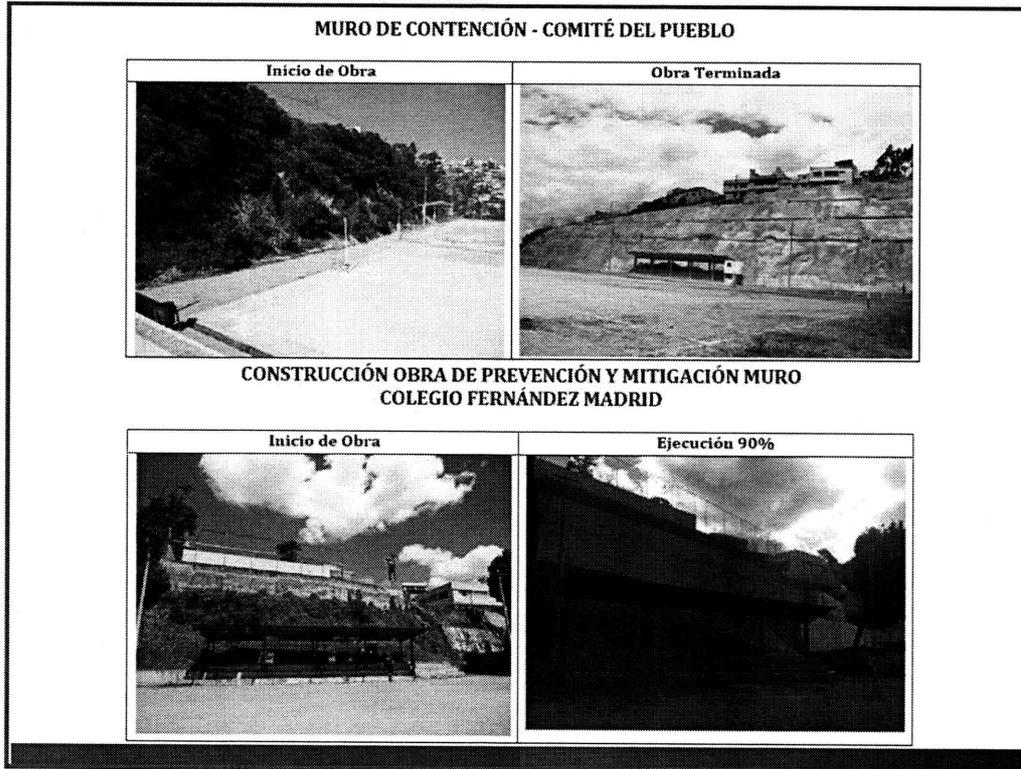 MURO DE CONTENCIÓN - COMITÉ DEL PUEBLO
Inicio de Obra
Obra Terminada
CONSTRUCCIÓN OBRA DE PREVENCIÓN Y MITIGACIÓN MURO
COLEGIO FERNÁNDEZ MADRID
Inicio de Obra
Ejecución 90%